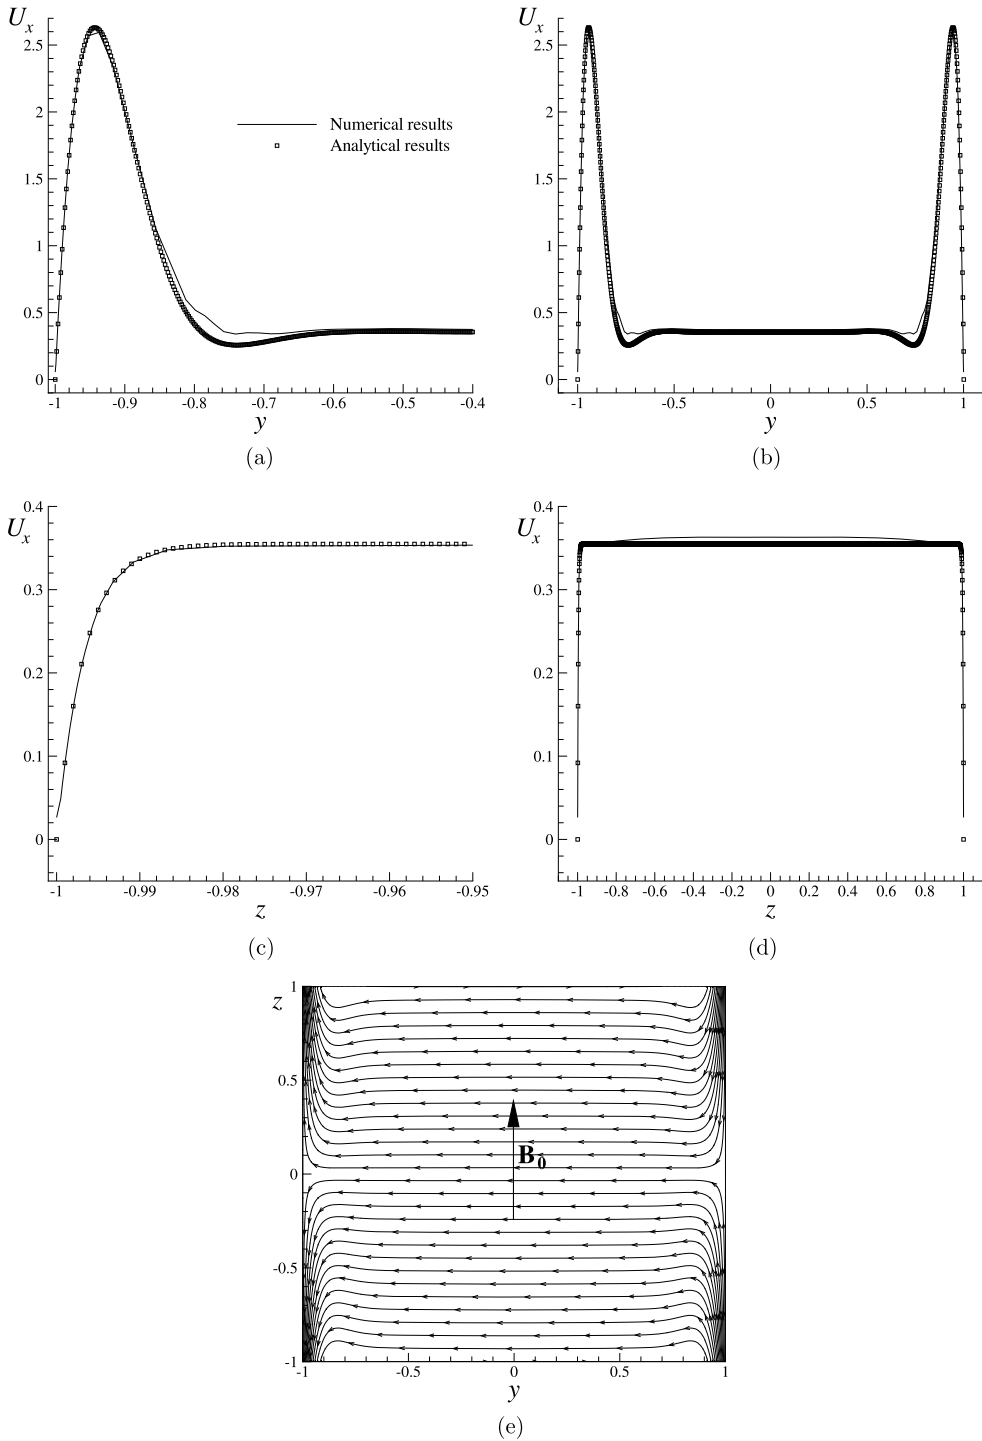 Ux
2.5
2
1.5
1
0.5
0
-1 -0.9 -0.8 -0.7 -0.6 -0.5 -0.4
y
Numerical results
Analytical results
(a)
Ux
2.5
2
1.5
1
0.5
0
-1 -0.5 0 0.5 1
y
(b)
Ux
0.4
0.3
0.2
0.1
0
-1 -0.99 -0.98 -0.97 -0.96 -0.95
z
(c)
Ux
0.4
0.3
0.2
0.1
0
-1 -0.8 -0.6 -0.4 -0.2 0 0.2 0.4 0.6 0.8 1
z
(d)
z
1
0.5
0
-0.5
-1
B0
-1 -0.5 0 0.5 1
y
(e)